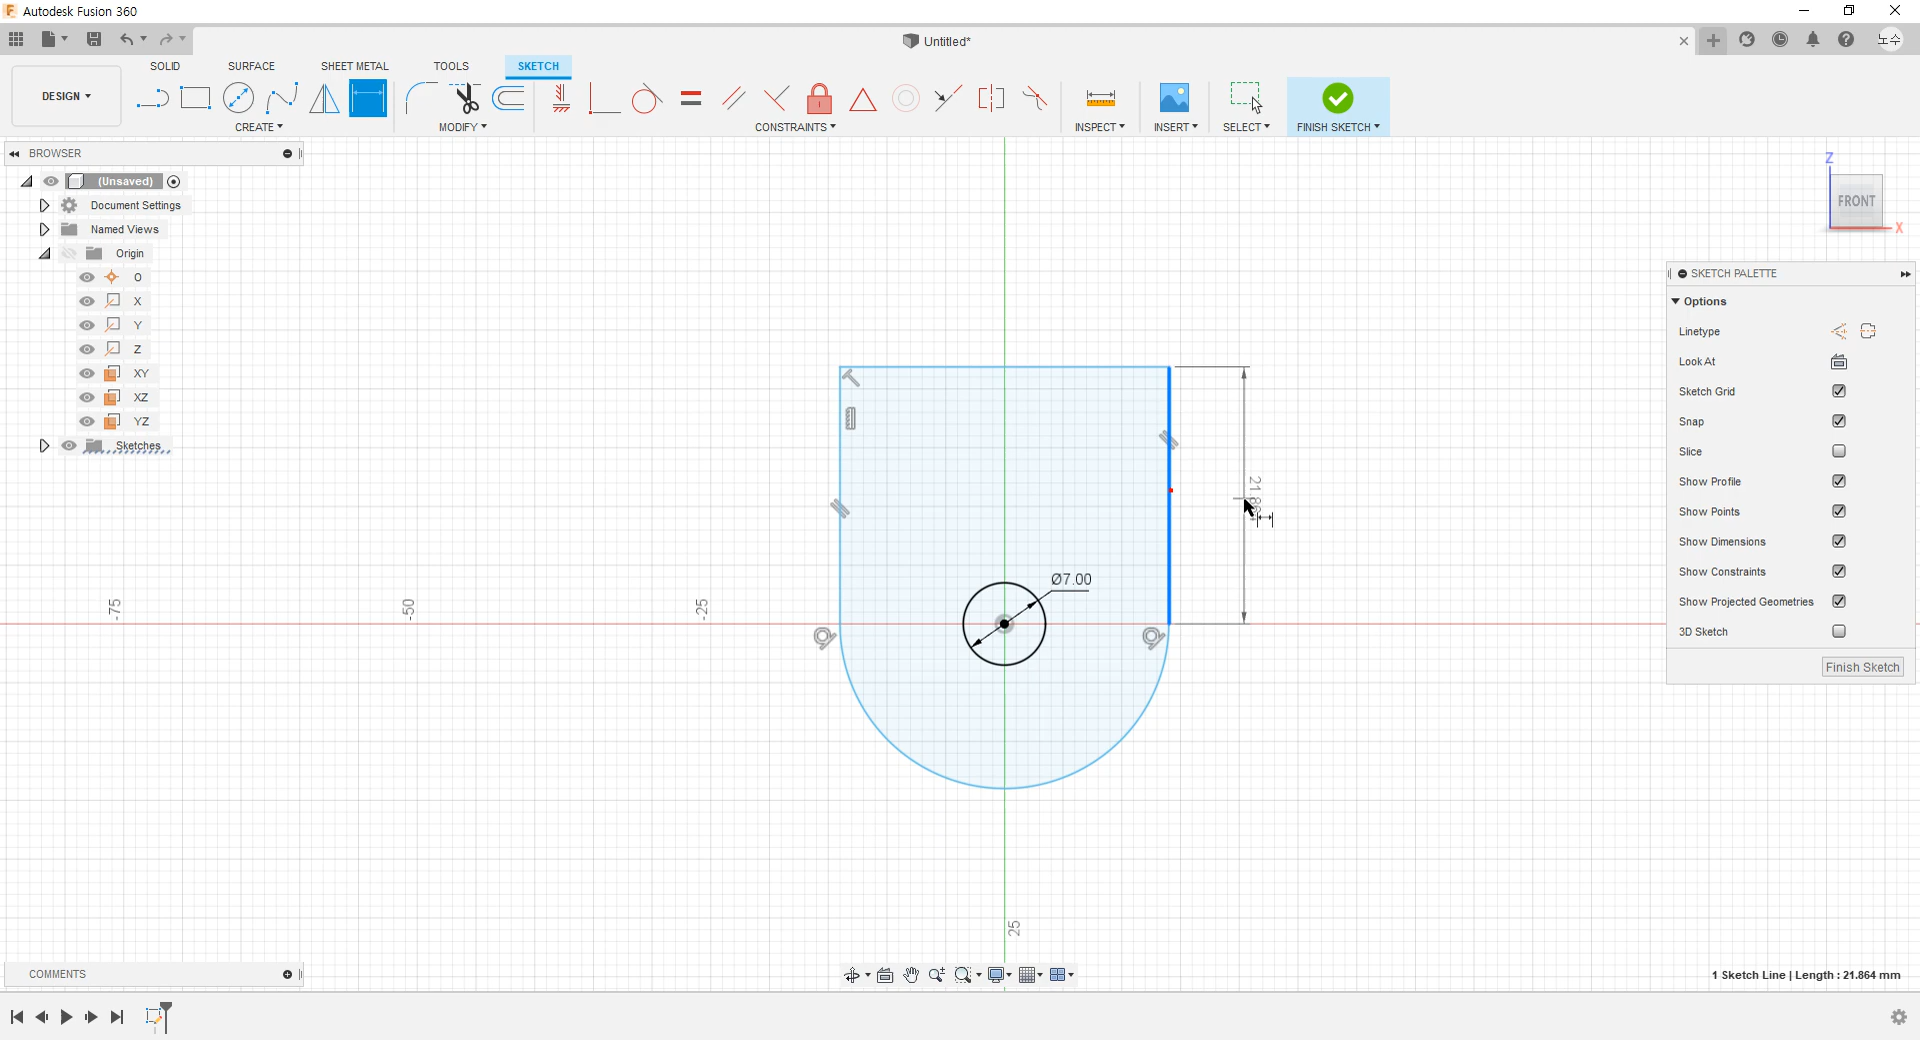 Autodesk Fusion 360
Untitled*
노수
DESIGN
SOLID
SURFACE
SHEET METAL
TOOLS
SKETCH
CREATE
MODIFY
CONSTRAINTS
INSPECT
INSERT
SELECT
FINISH SKETCH
BROWSER
(Unsaved)
Document Settings
Named Views
Origin
O
X
Y
Z
XY
XZ
YZ
Sketches
Z
FRONT
X
-75
-50
-25
Ø7.00
25
SKETCH PALETTE
Options
Linetype
Look At
Sketch Grid
Snap
Slice
Show Profile
Show Points
Show Dimensions
Show Constraints
Show Projected Geometries
3D Sketch
Finish Sketch
COMMENTS
1 Sketch Line | Length : 21.864 mm